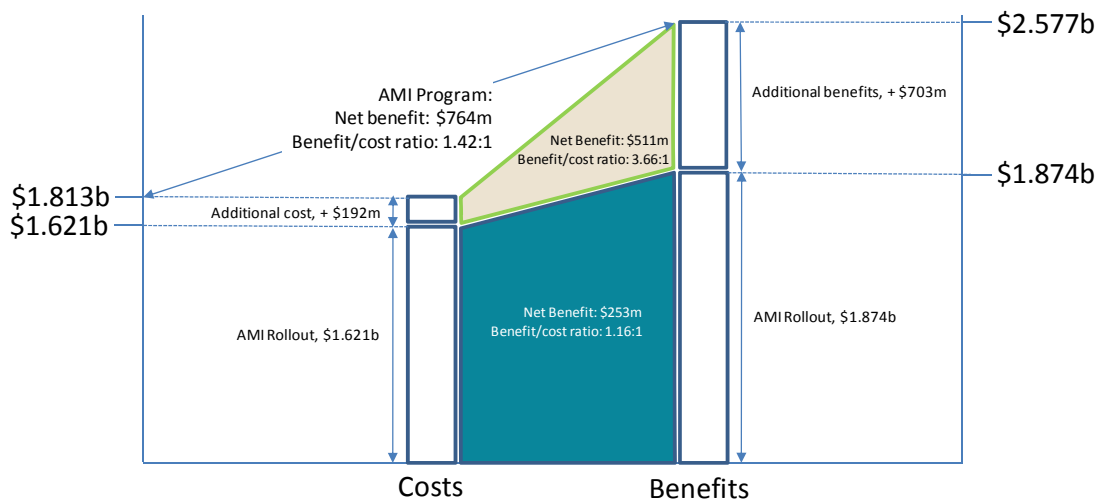 $2.577b
AMI Program:
Net benefit: $764m
Benefit/cost ratio: 1.42:1
Additional benefits, + $703m
Net Benefit: $511m
Benefit/cost ratio: 3.66:1
$1.874b
$1.813b
Additional cost, + $192m
$1.621b
Net Benefit: $253m
Benefit/cost ratio: 1.16:1
AMI Rollout, $1.621b
AMI Rollout, $1.874b
Costs
Benefits